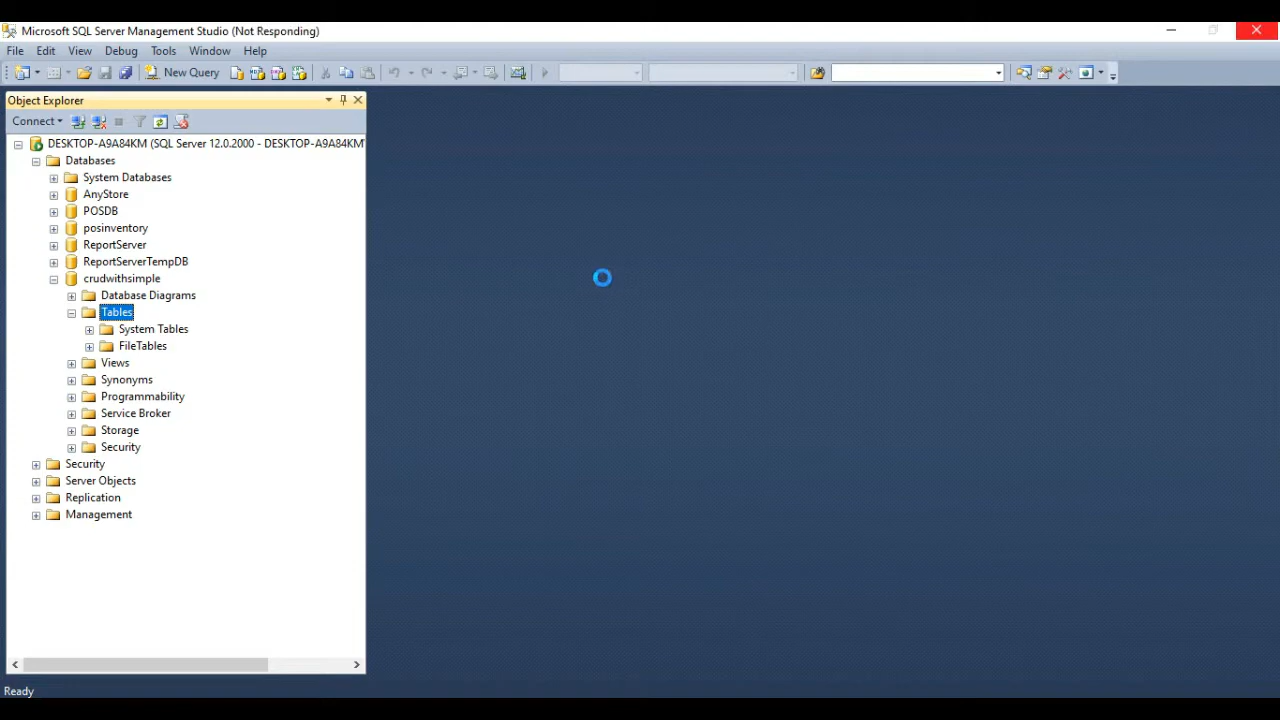 Microsoft SQL Server Management Studio (Not Responding)
File Edit View Debug Tools Window Help
New Query
Object Explorer
Connect
DESKTOP-A9A84KM (SQL Server 12.0.2000 - DESKTOP-A9A84KM
Databases
System Databases
AnyStore
POSDB
posinventory
ReportServer
ReportServerTempDB
crudwithsimple
Database Diagrams
Tables
System Tables
FileTables
Views
Synonyms
Programmability
Service Broker
Storage
Security
Security
Server Objects
Replication
Management
Ready